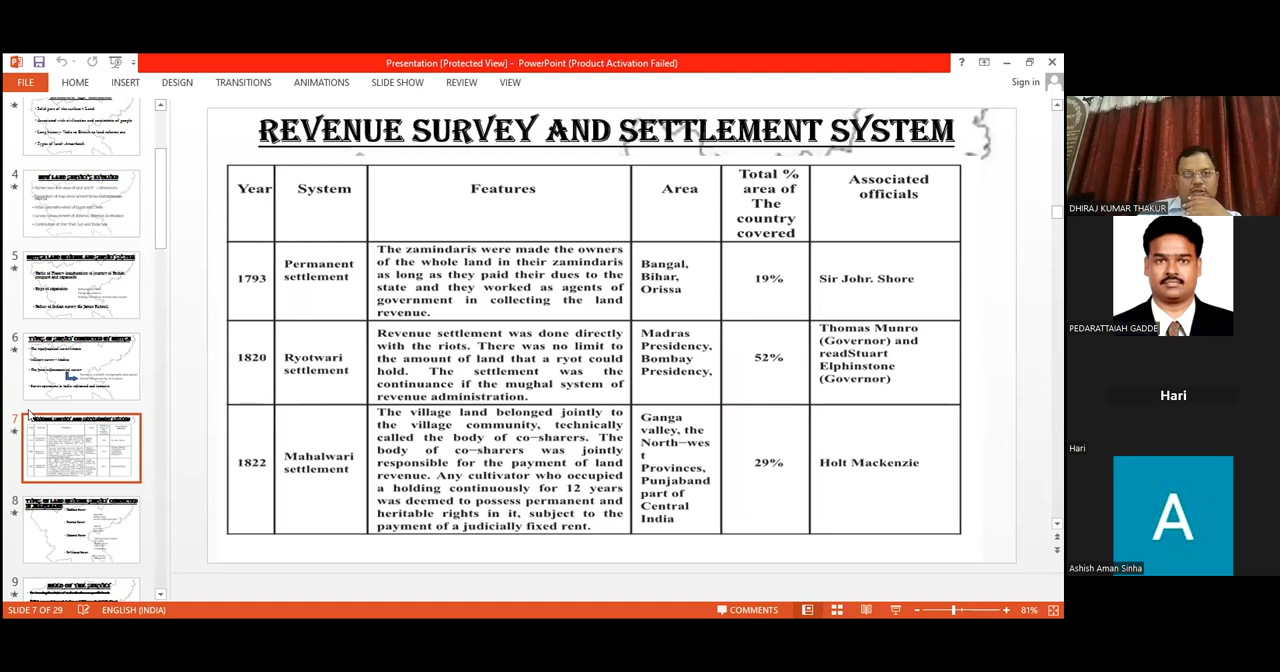 Presentation [Protected View] - PowerPoint (Product Activation Failed)
FILE HOME INSERT DESIGN TRANSITIONS ANIMATIONS SLIDE SHOW REVIEW VIEW
Sign in
REVENUE SURVEY AND SETTLEMENT SYSTEM
Year
System
Features
Area
Total %
area of
The
country
covered
Associated
officials
1793
Permanent
settlement
The zamindaris were made the owners
of the whole land in their zamindaris
as long as they paid their dues to the
state and they worked as agents of
government in collecting the land
revenue.
Bangal,
Bihar,
Orissa
19%
Sir Johr. Shore
1820
Ryotwari
settlement
Revenue settlement was done directly
with the riots. There was no limit to
the amount of land that a ryot could
hold. The settlement was the
continuance if the mughal system of
revenue administration.
Madras
Presidency,
Bombay
Presidency,
52%
Thomas Munro
(Governor) and
readStuart
Elphinstone
(Governor)
1822
Mahalwari
settlement
The village land belonged jointly to
the village community, technically
called the body of co-sharers. The
body of co-sharers was jointly
responsible for the payment of land
revenue. Any cultivator who occupied
a holding continuously for 12 years
was deemed to possess permanent and
heritable rights in it, subject to the
payment of a judicially fixed rent.
Ganga
valley, the
North-wes
t
Provinces,
Punjaband
part of
Central
India
29%
Holt Mackenzie
4
5
6
7
8
9
SLIDE 7 OF 29
ENGLISH (INDIA)
COMMENTS
81%
DHIRAJ KUMAR THAKUR
PEDARATTAIAH GADDE
Hari
Hari
A
Ashish Aman Sinha